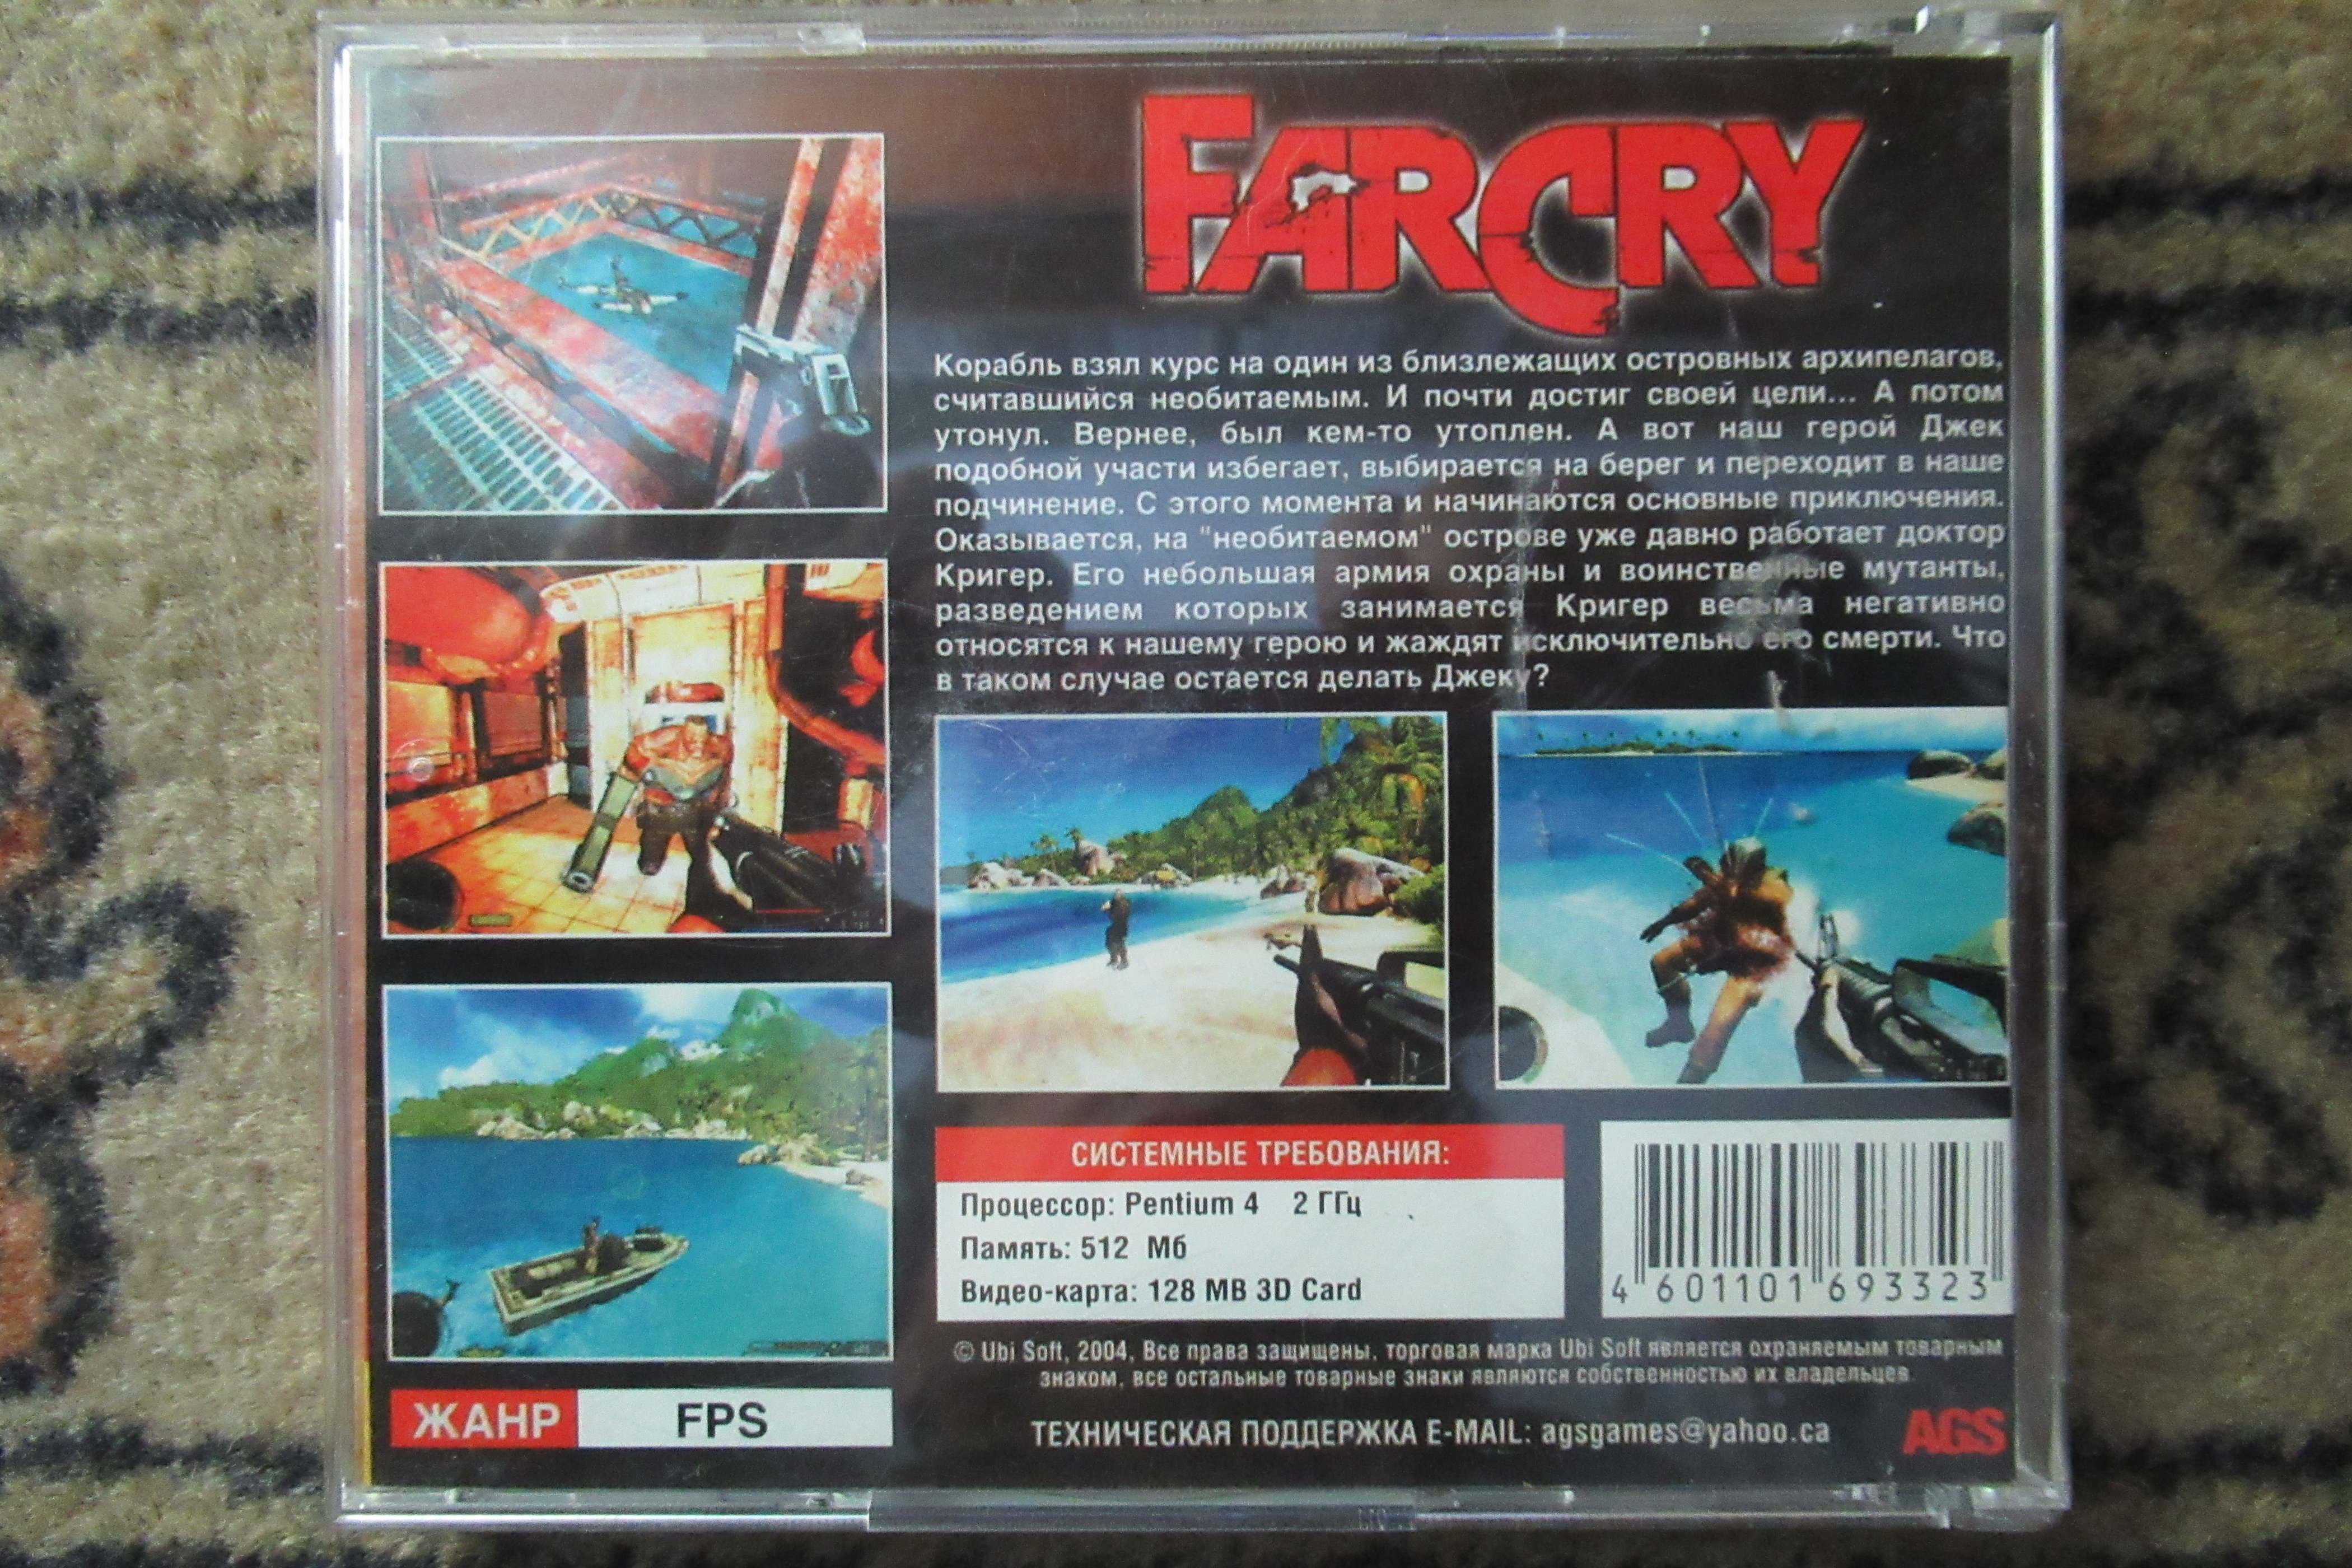 FARCRY
Корабль взял курс на один из близлежащих островных архипелагов,
считавшийся необитаемым. И почти достиг своей цели... А потом
утонул. Вернее, был кем-то утоплен. А вот наш герой Джек
подобной участи избегает, выбирается на берег и переходит в наше
подчинение. С этого момента и начинаются основные приключения.
Оказывается, на "необитаемом" острове уже давно работает доктор
Кригер. Его небольшая армия охраны и воинственные мутанты,
разведением которых занимается Кригер весьма негативно
относятся к нашему герою и жаждят исключительно его смерти. Что
в таком случае остается делать Джеку?
СИСТЕМНЫЕ ТРЕБОВАНИЯ:
Процессор: Pentium 4 2 ГГц
Память: 512 Мб
Видео-карта: 128 MB 3D Card
4 601101 693323
© Ubi Soft, 2004, Все права защищены, торговая марка Ubi Soft является охраняемым товарным
знаком, все остальные товарные знаки являются собственностью их владельцев.
ЖАНР FPS
ТЕХНИЧЕСКАЯ ПОДДЕРЖКА E-MAIL: agsgames@yahoo.ca
AGS